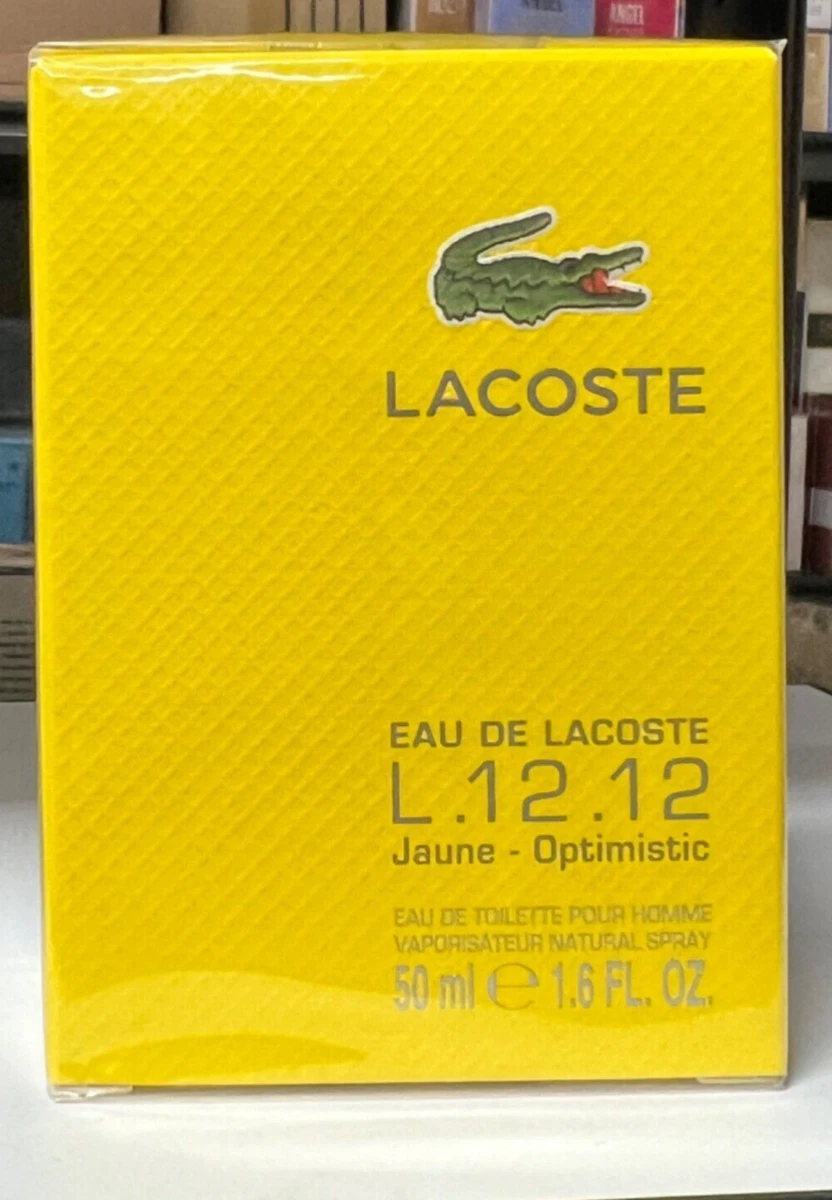 ANGEL
LACOSTE
EAU DE LACOSTE
L.12.12
Jaune - Optimistic
EAU DE TOILETTE POUR HOMME
VAPORISATEUR NATURAL SPRAY
50 ml ℮ 1.6 FL. OZ.